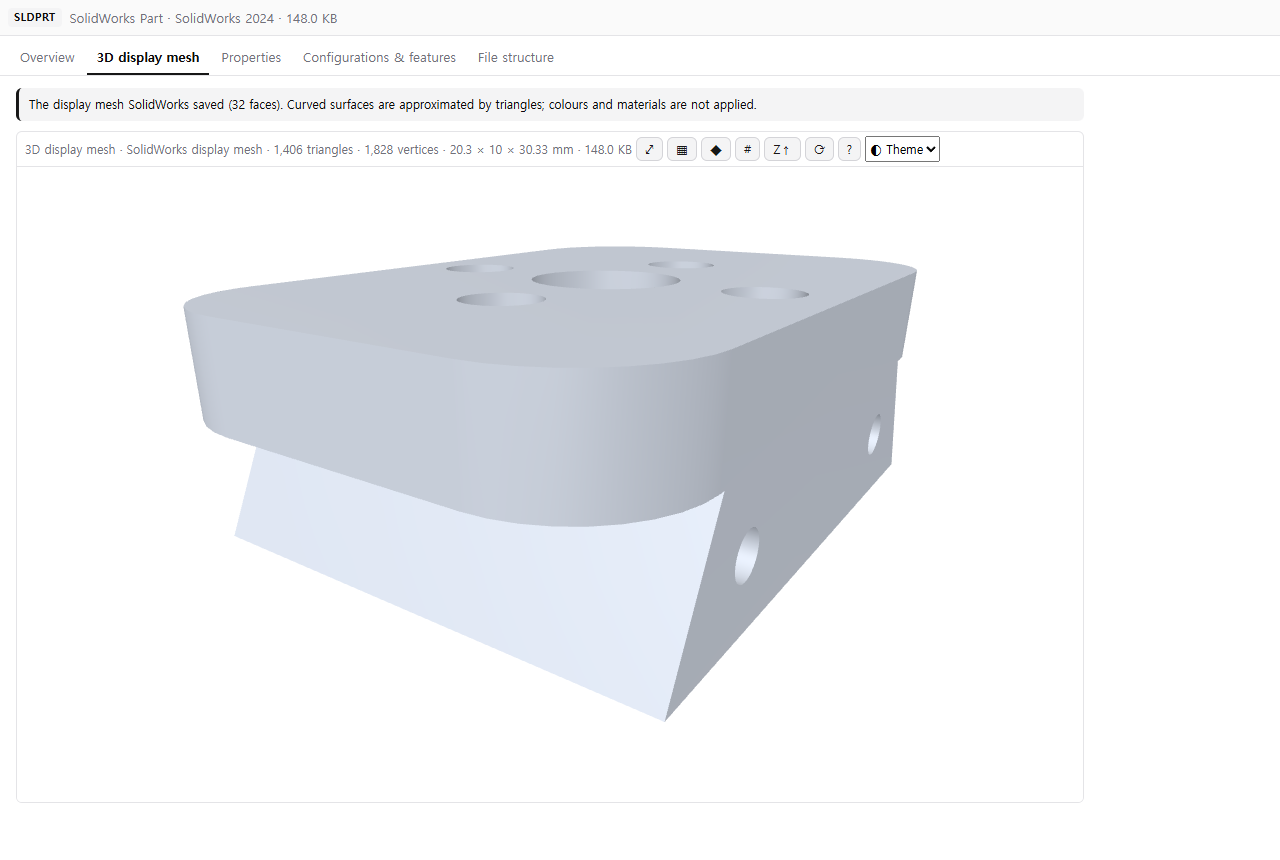 SLDPRT SolidWorks Part · SolidWorks 2024 · 148.0 KB
Overview 3D display mesh Properties Configurations & features File structure
The display mesh SolidWorks saved (32 faces). Curved surfaces are approximated by triangles; colours and materials are not applied.
3D display mesh · SolidWorks display mesh · 1,406 triangles · 1,828 vertices · 20.3 × 10 × 30.33 mm · 148.0 KB ⤢ ▦ ◆ # Z↑ ⟳ ? ◐ Theme